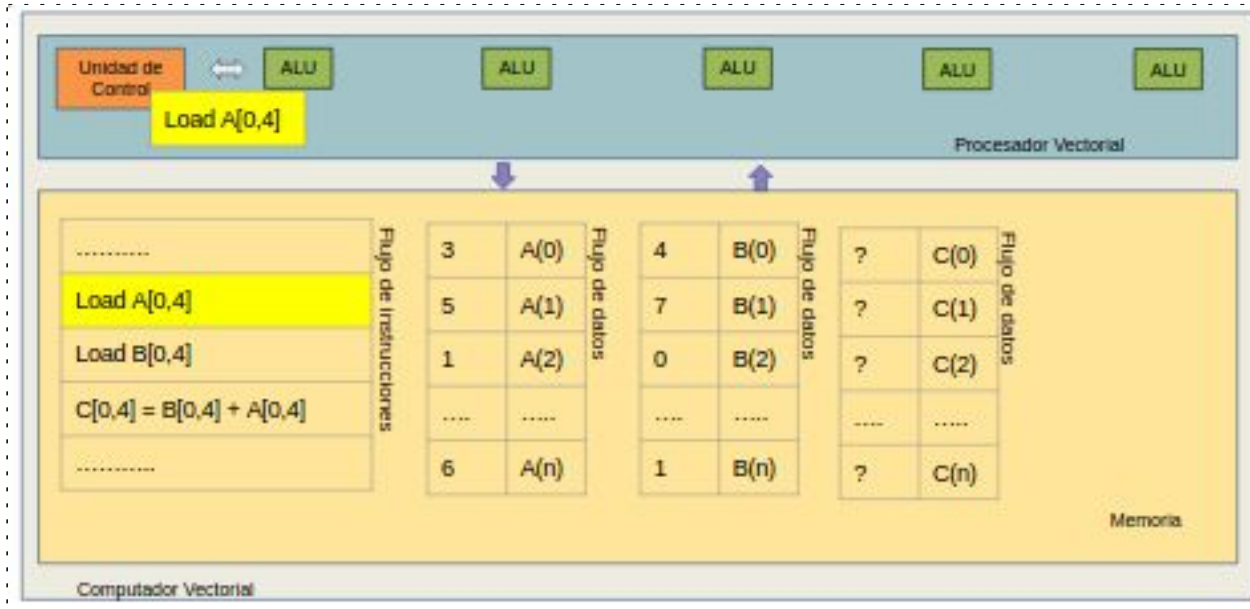 Unidad de
Control
ALU
ALU
ALU
ALU
ALU
Load A[0,4]
Procesador Vectorial
...........
Load A[0,4]
Load B[0,4]
C[0,4] = B[0,4] + A[0,4]
............
Flujo de instrucciones
3 A(0)
5 A(1)
1 A(2)
.... .....
6 A(n)
Flujo de datos
4 B(0)
7 B(1)
0 B(2)
.... .....
1 B(n)
Flujo de datos
? C(0)
? C(1)
? C(2)
.... .....
? C(n)
Flujo de datos
Memoria
Computador Vectorial